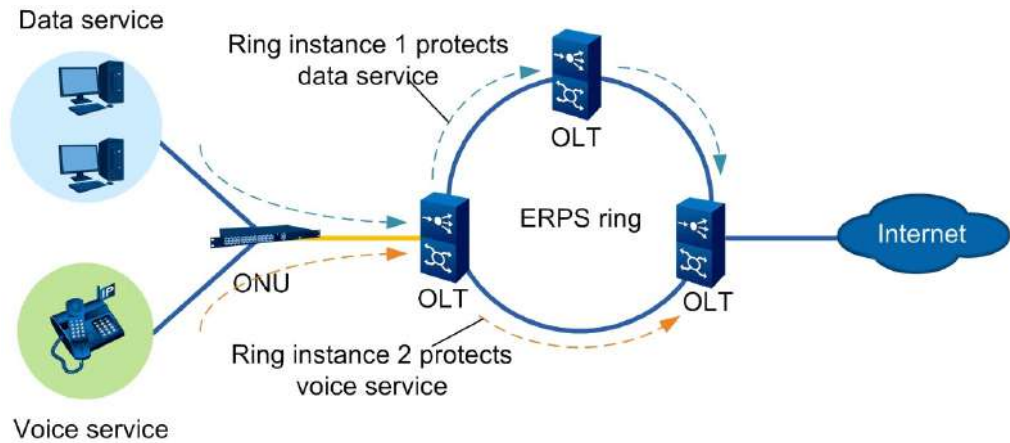 Data service
Ring instance 1 protects
data service
OLT
ERPS ring
Internet
ONU
OLT
OLT
IP
Ring instance 2 protects
voice service
Voice service